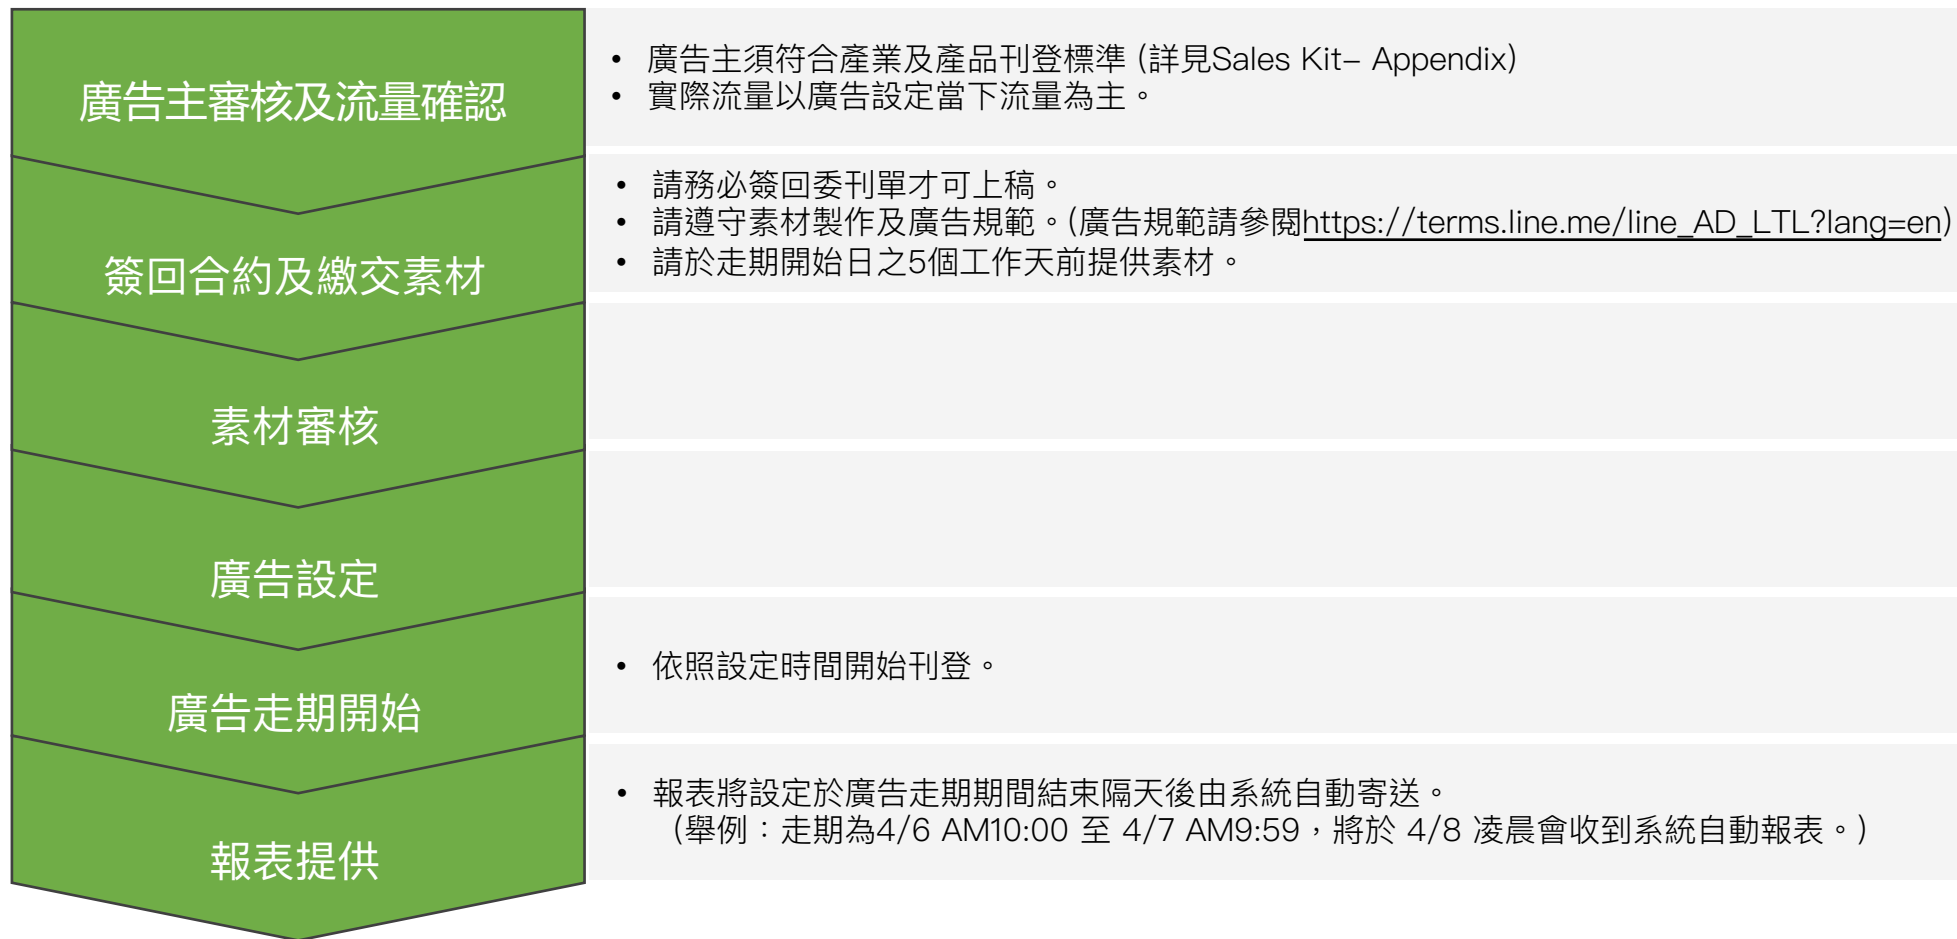 廣告主審核及流量確認
• 廣告主須符合產業及產品刊登標準 (詳見Sales Kit– Appendix)
• 實際流量以廣告設定當下流量為主。
簽回合約及繳交素材
• 請務必簽回委刊單才可上稿。
• 請遵守素材製作及廣告規範。(廣告規範請參閱https://terms.line.me/line_AD_LTL?lang=en)
• 請於走期開始日之5個工作天前提供素材。
素材審核
廣告設定
廣告走期開始
• 依照設定時間開始刊登。
報表提供
• 報表將設定於廣告走期期間結束隔天後由系統自動寄送。
(舉例：走期為4/6 AM10:00 至 4/7 AM9:59，將於 4/8 凌晨會收到系統自動報表。)